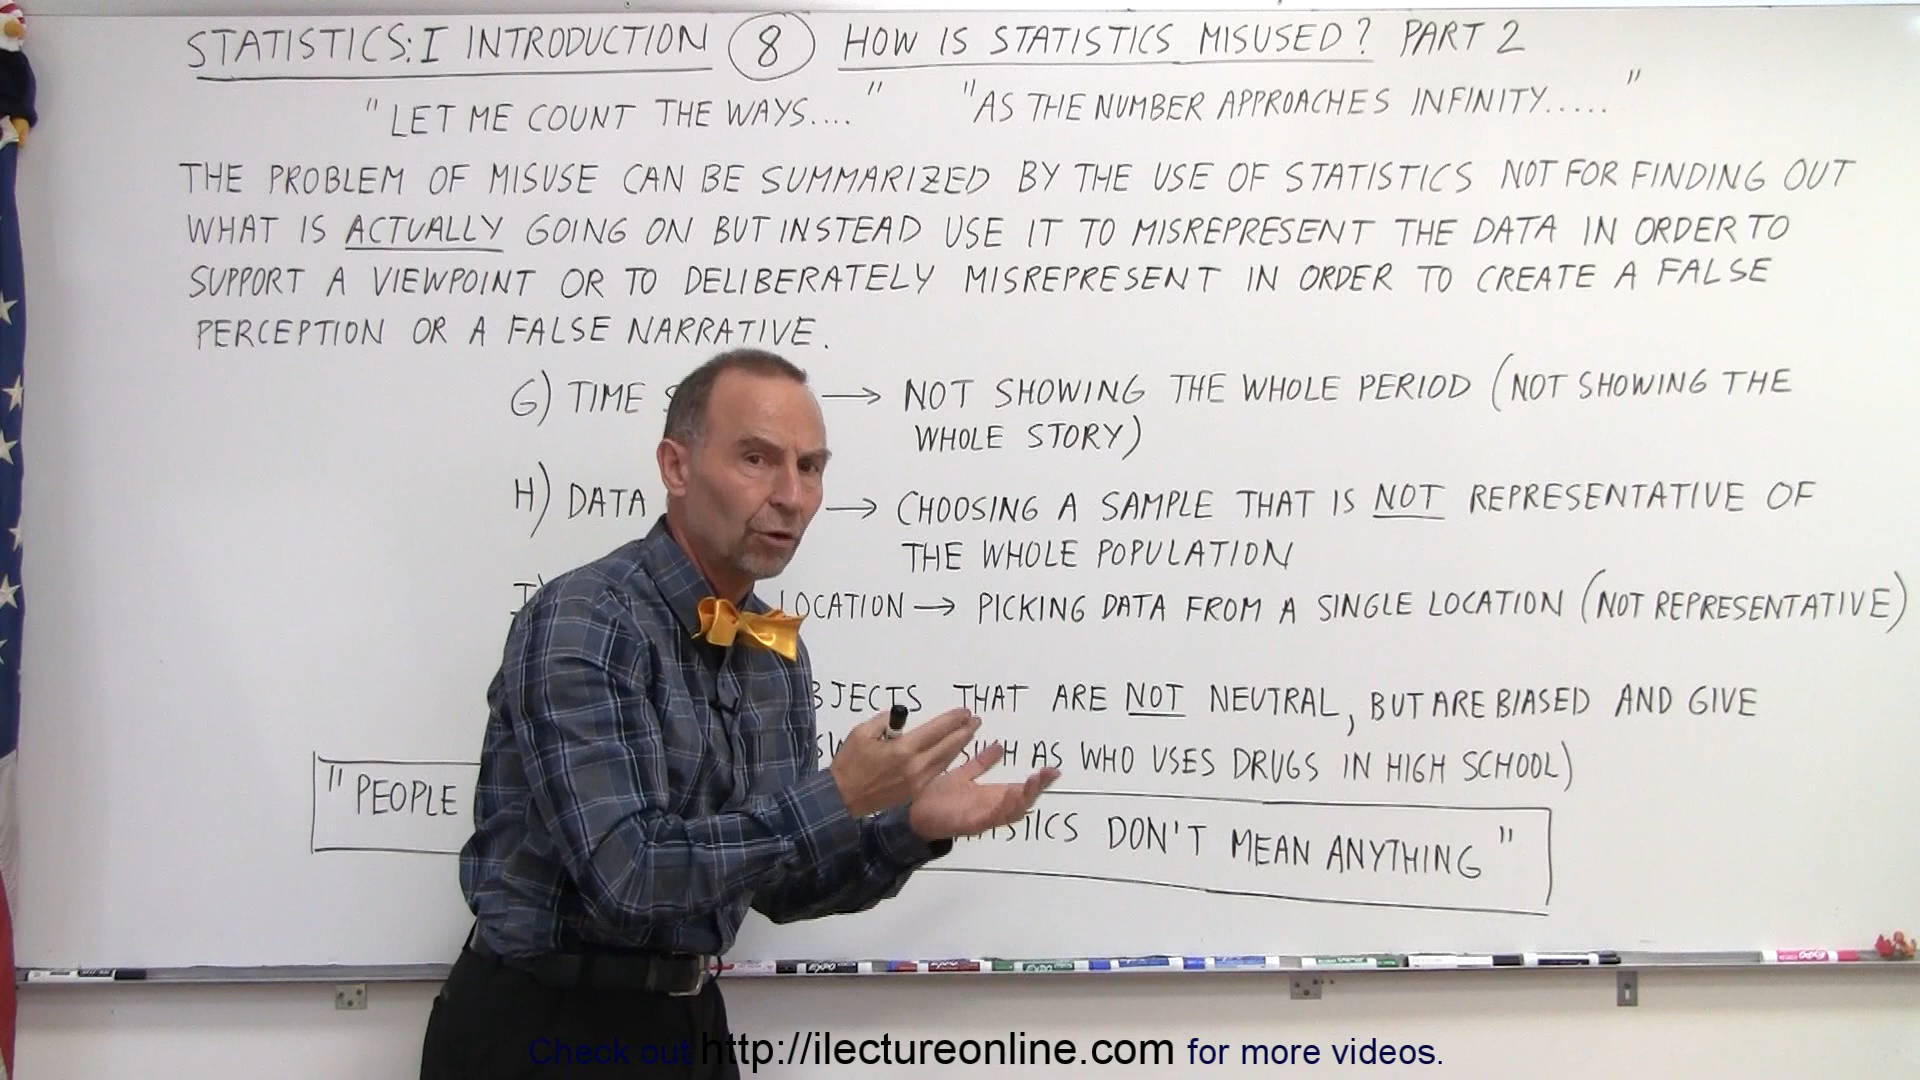 STATISTICS: I INTRODUCTION 8 HOW IS STATISTICS MISUSED? PART 2
"LET ME COUNT THE WAYS...." "AS THE NUMBER APPROACHES INFINITY....."
THE PROBLEM OF MISUSE CAN BE SUMMARIZED BY THE USE OF STATISTICS NOT FOR FINDING OUT
WHAT IS ACTUALLY GOING ON BUT INSTEAD USE IT TO MISREPRESENT THE DATA IN ORDER TO
SUPPORT A VIEWPOINT OR TO DELIBERATELY MISREPRESENT IN ORDER TO CREATE A FALSE
PERCEPTION OR A FALSE NARRATIVE.
G) TIME → NOT SHOWING THE WHOLE PERIOD (NOT SHOWING THE
WHOLE STORY)
H) DATA → CHOOSING A SAMPLE THAT IS NOT REPRESENTATIVE OF
THE WHOLE POPULATION
LOCATION → PICKING DATA FROM A SINGLE LOCATION (NOT REPRESENTATIVE)
THAT ARE NOT NEUTRAL, BUT ARE BIASED AND GIVE
AS WHO USES DRUGS IN HIGH SCHOOL)
"PEOPLE DON'T MEAN ANYTHING"
EXPO EXPO EXPO
Check out http://ilectureonline.com for more videos.